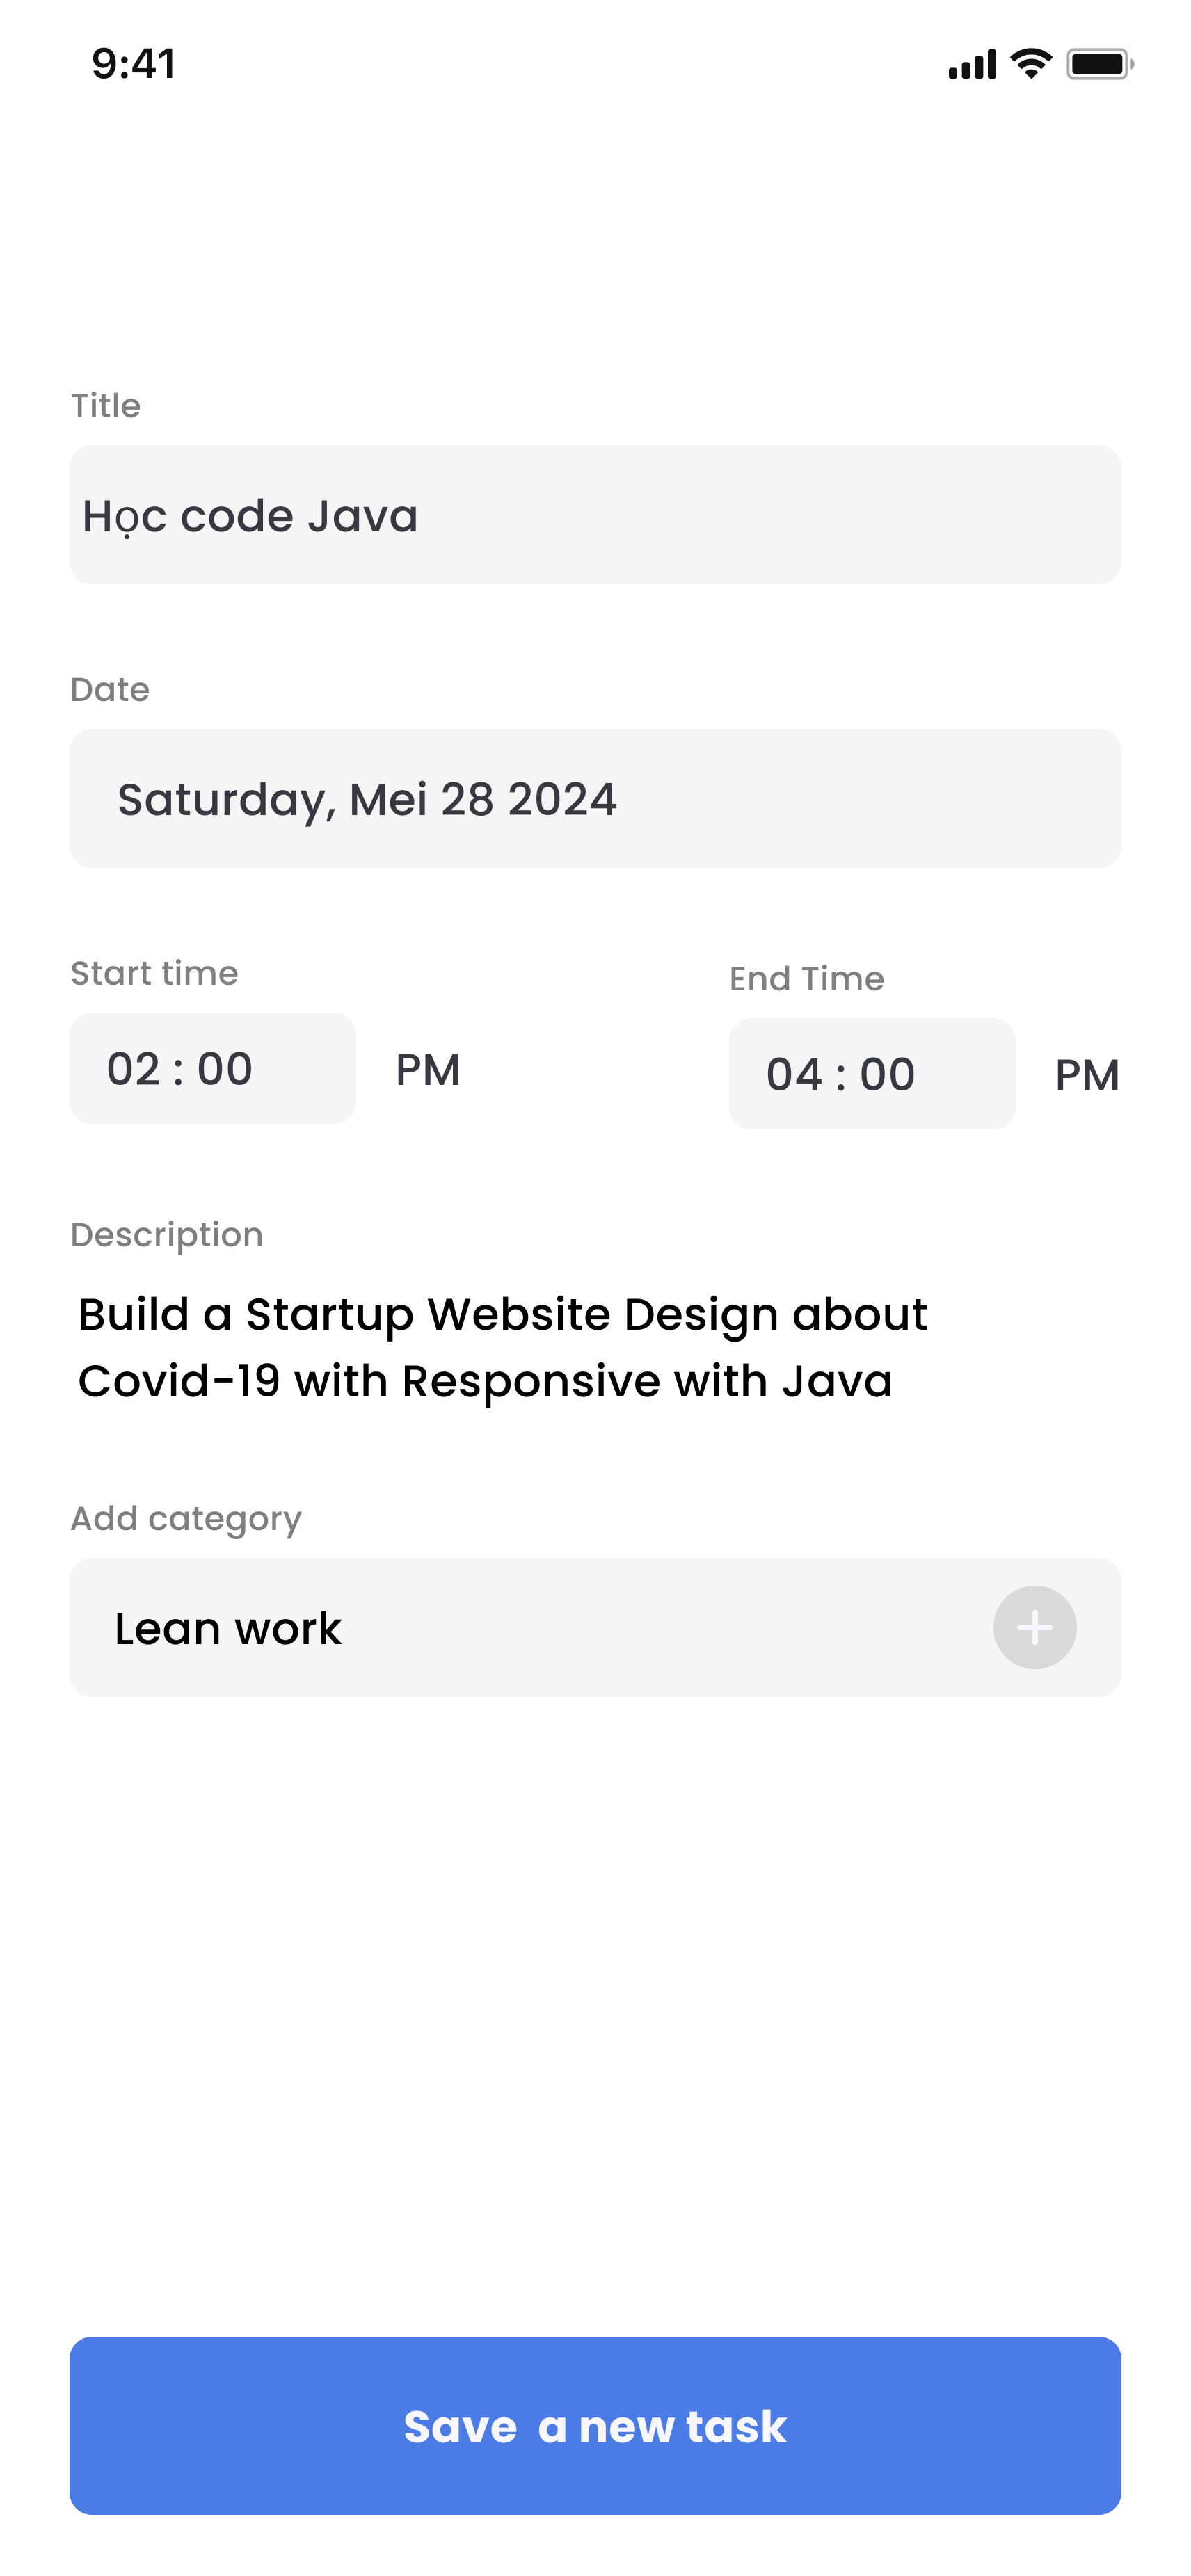 9:41
Title
Học code Java
Date
Saturday, Mei 28 2024
Start time
End Time
02 : 00 PM
04 : 00 PM
Description
Build a Startup Website Design about
Covid-19 with Responsive with Java
Add category
Lean work
Save a new task